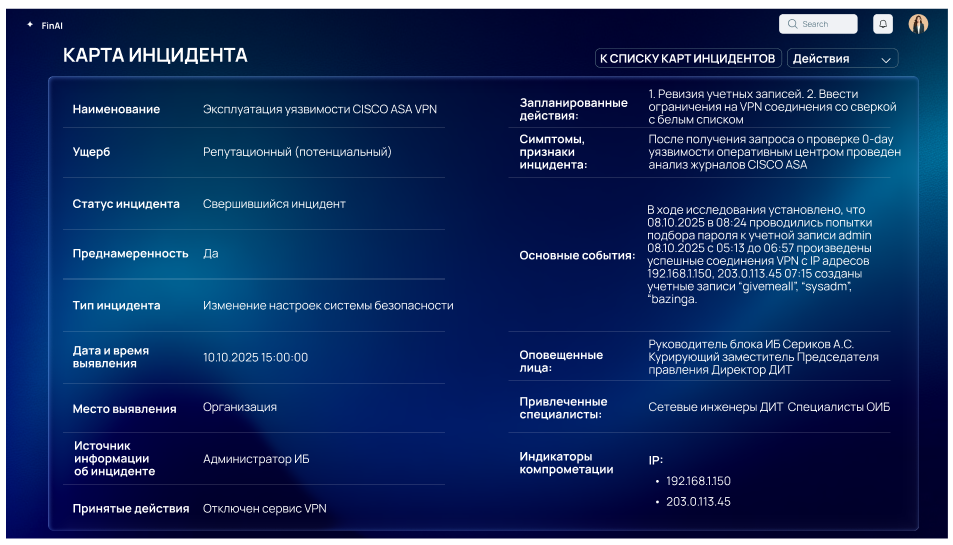 FinAI
Search
КАРТА ИНЦИДЕНТА
К СПИСКУ КАРТ ИНЦИДЕНТОВ
Действия
Наименование
Эксплуатация уязвимости CISCO ASA VPN
Ущерб
Репутационный (потенциальный)
Статус инцидента
Свершившийся инцидент
Преднамеренность
Да
Тип инцидента
Изменение настроек системы безопасности
Дата и время
выявления
10.10.2025 15:00:00
Место выявления
Организация
Источник
информации
об инциденте
Администратор ИБ
Принятые действия
Отключен сервис VPN
Запланированные
действия:
1. Ревизия учетных записей. 2. Ввести
ограничения на VPN соединения со сверкой
с белым списком
Симптомы,
признаки
инцидента:
После получения запроса о проверке 0-day
уязвимости оперативным центром проведен
анализ журналов CISCO ASA
Основные события:
В ходе исследования установлено, что
08.10.2025 в 08:24 проводились попытки
подбора пароля к учетной записи admin
08.10.2025 с 05:13 до 06:57 произведены
успешные соединения VPN с IP адресов
192.168.1.150, 203.0.113.45 07:15 созданы
учетные записи “givemeall”, “sysadm”,
“bazinga.
Оповещенные
лица:
Руководитель блока ИБ Сериков А.С.
Курирующий заместитель Председателя
правления Директор ДИТ
Привлеченные
специалисты:
Сетевые инженеры ДИТ Специалисты ОИБ
Индикаторы
компрометации
IP:
• 192.168.1.150
• 203.0.113.45